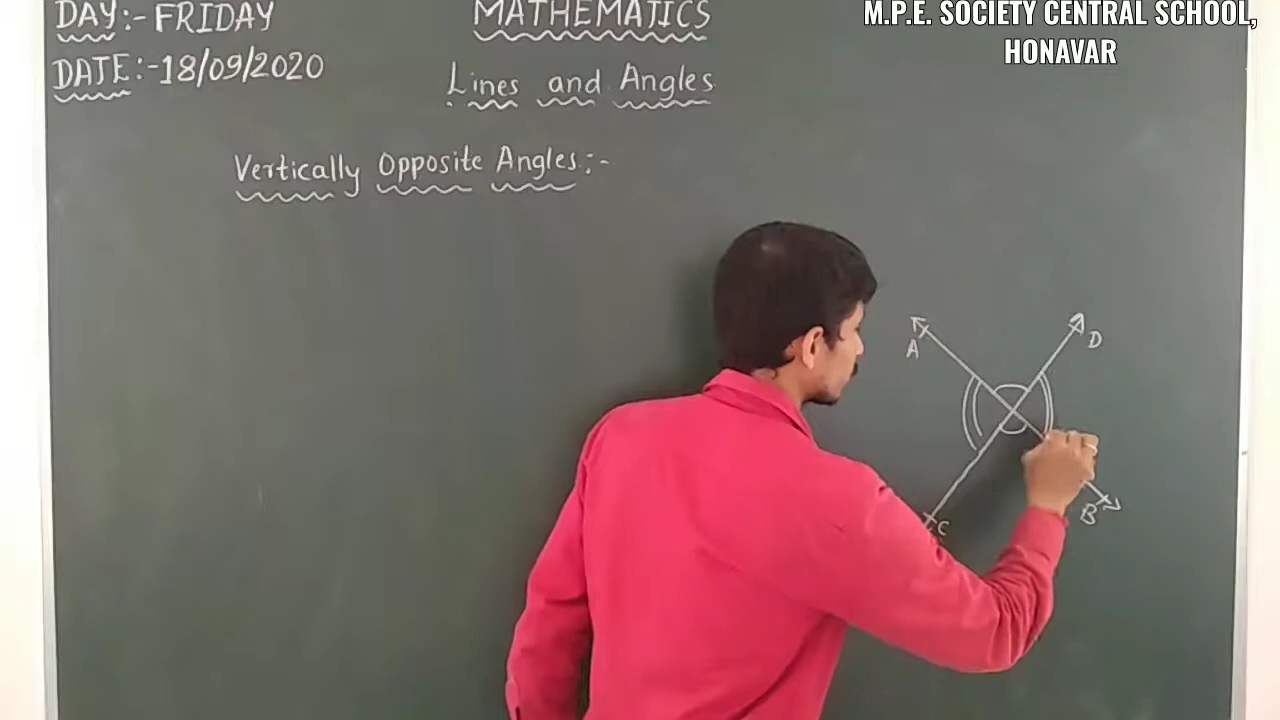 DAY:- FRIDAY
MATHEMATICS
M.P.E. SOCIETY CENTRAL SCHOOL,
HONAVAR
DATE:-18/09/2020
Lines and Angles
Vertically Opposite Angles:-
A
D
C
B